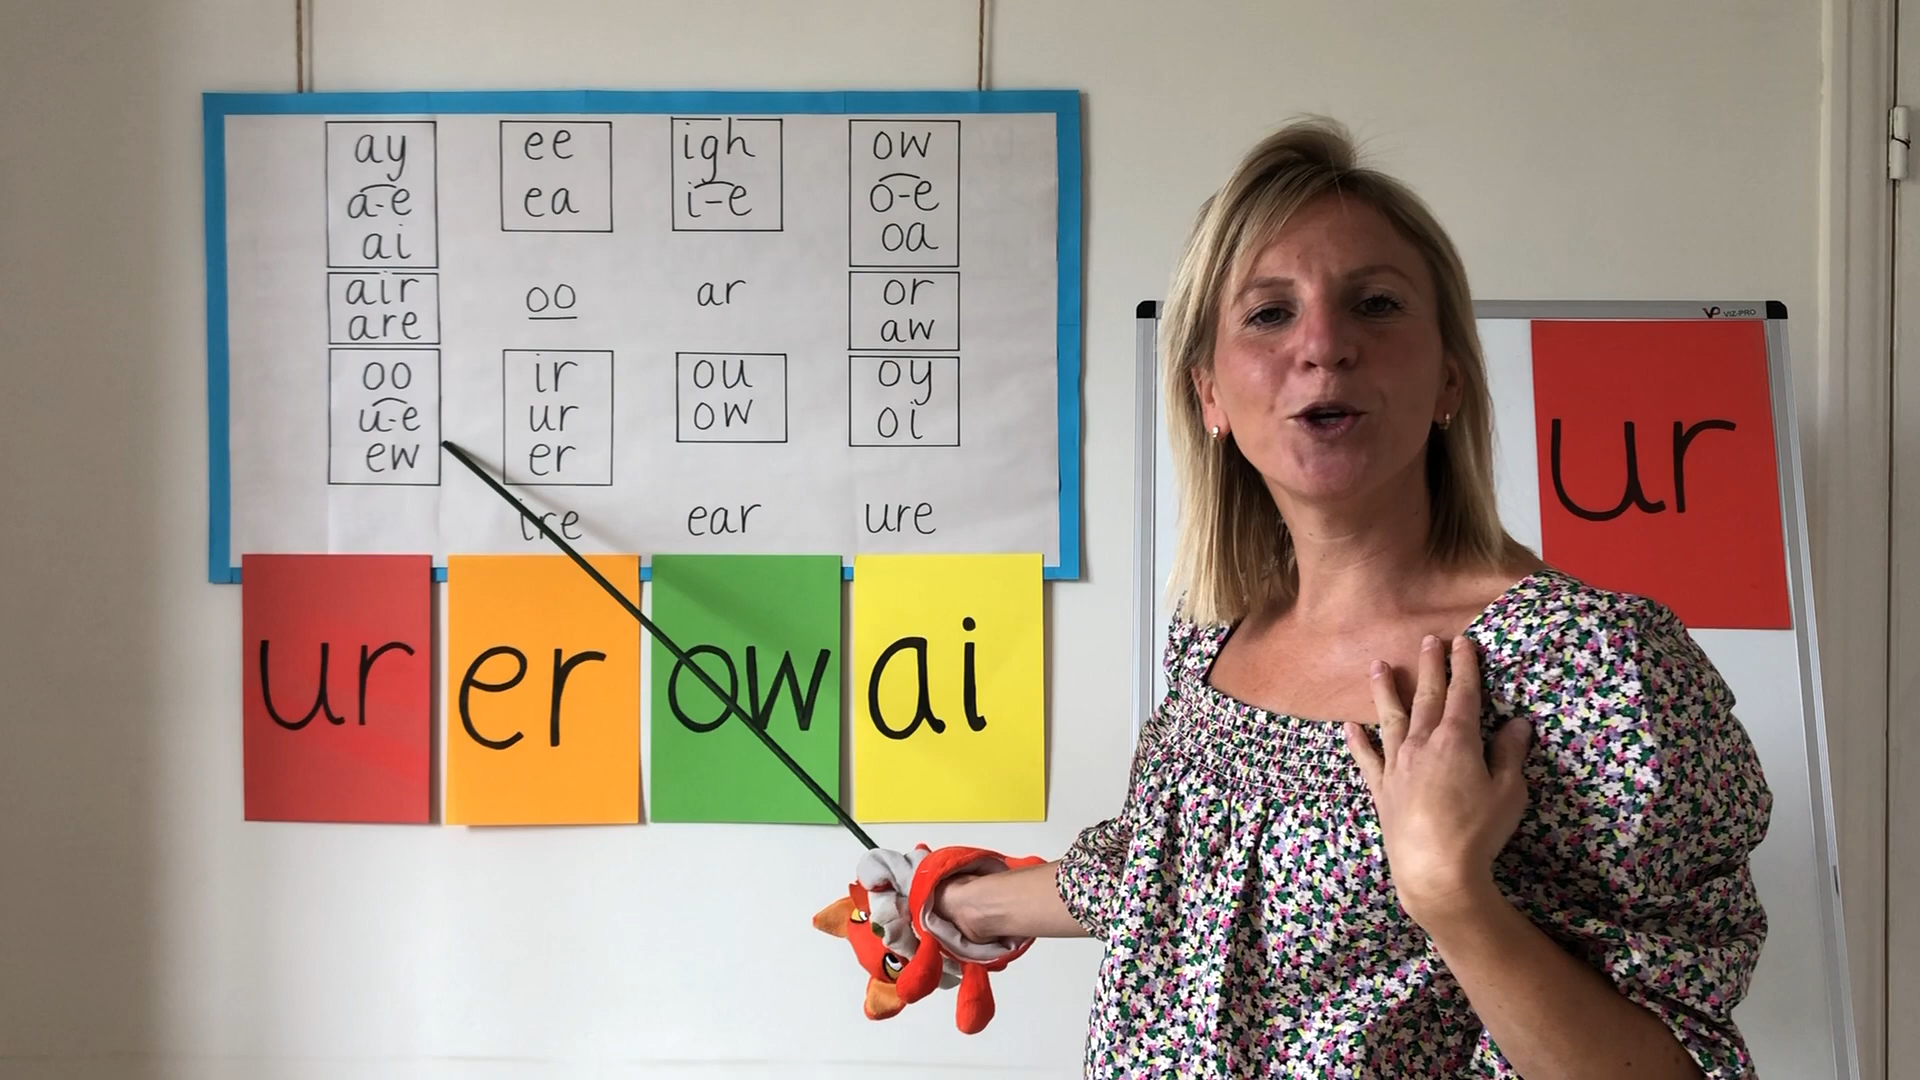 ay
a-e
ai
ee
ea
igh
i-e
ow
o-e
oa
air
are
oo
ar
or
aw
oo
u-e
ew
ir
ur
er
ou
ow
oy
oi
ire
ear
ure
ur
er
ow
ai
VP VIZ-PRO
ur